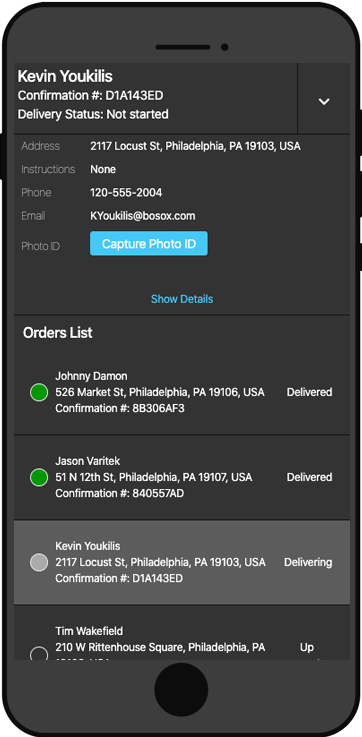 Kevin Youkilis
Confirmation #: D1A143ED
Delivery Status: Not started
Address 2117 Locust St, Philadelphia, PA 19103, USA
Instructions None
Phone 120-555-2004
Email KYoukilis@bosox.com
Photo ID Capture Photo ID
Show Details
Orders List
Johnny Damon
526 Market St, Philadelphia, PA 19106, USA Delivered
Confirmation #: 8B306AF3
Jason Varitek
51 N 12th St, Philadelphia, PA 19107, USA Delivered
Confirmation #: 840557AD
Kevin Youkilis
2117 Locust St, Philadelphia, PA 19103, USA Delivering
Confirmation #: D1A143ED
Tim Wakefield
210 W Rittenhouse Square, Philadelphia, PA Up